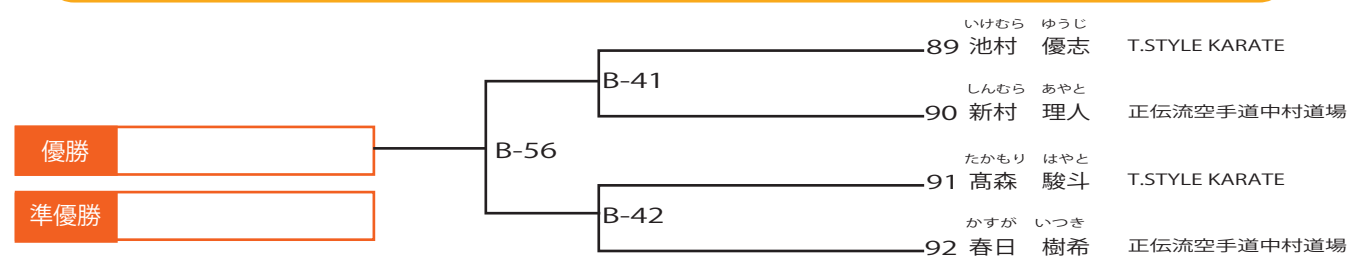 いけむら ゆうじ
89 池村 優志 T.STYLE KARATE
B-41
しんむら あやと
90 新村 理人 正伝流空手道中村道場
優勝
B-56
たかもり はやと
91 髙森 駿斗 T.STYLE KARATE
準優勝
B-42
かすが いつき
92 春日 樹希 正伝流空手道中村道場